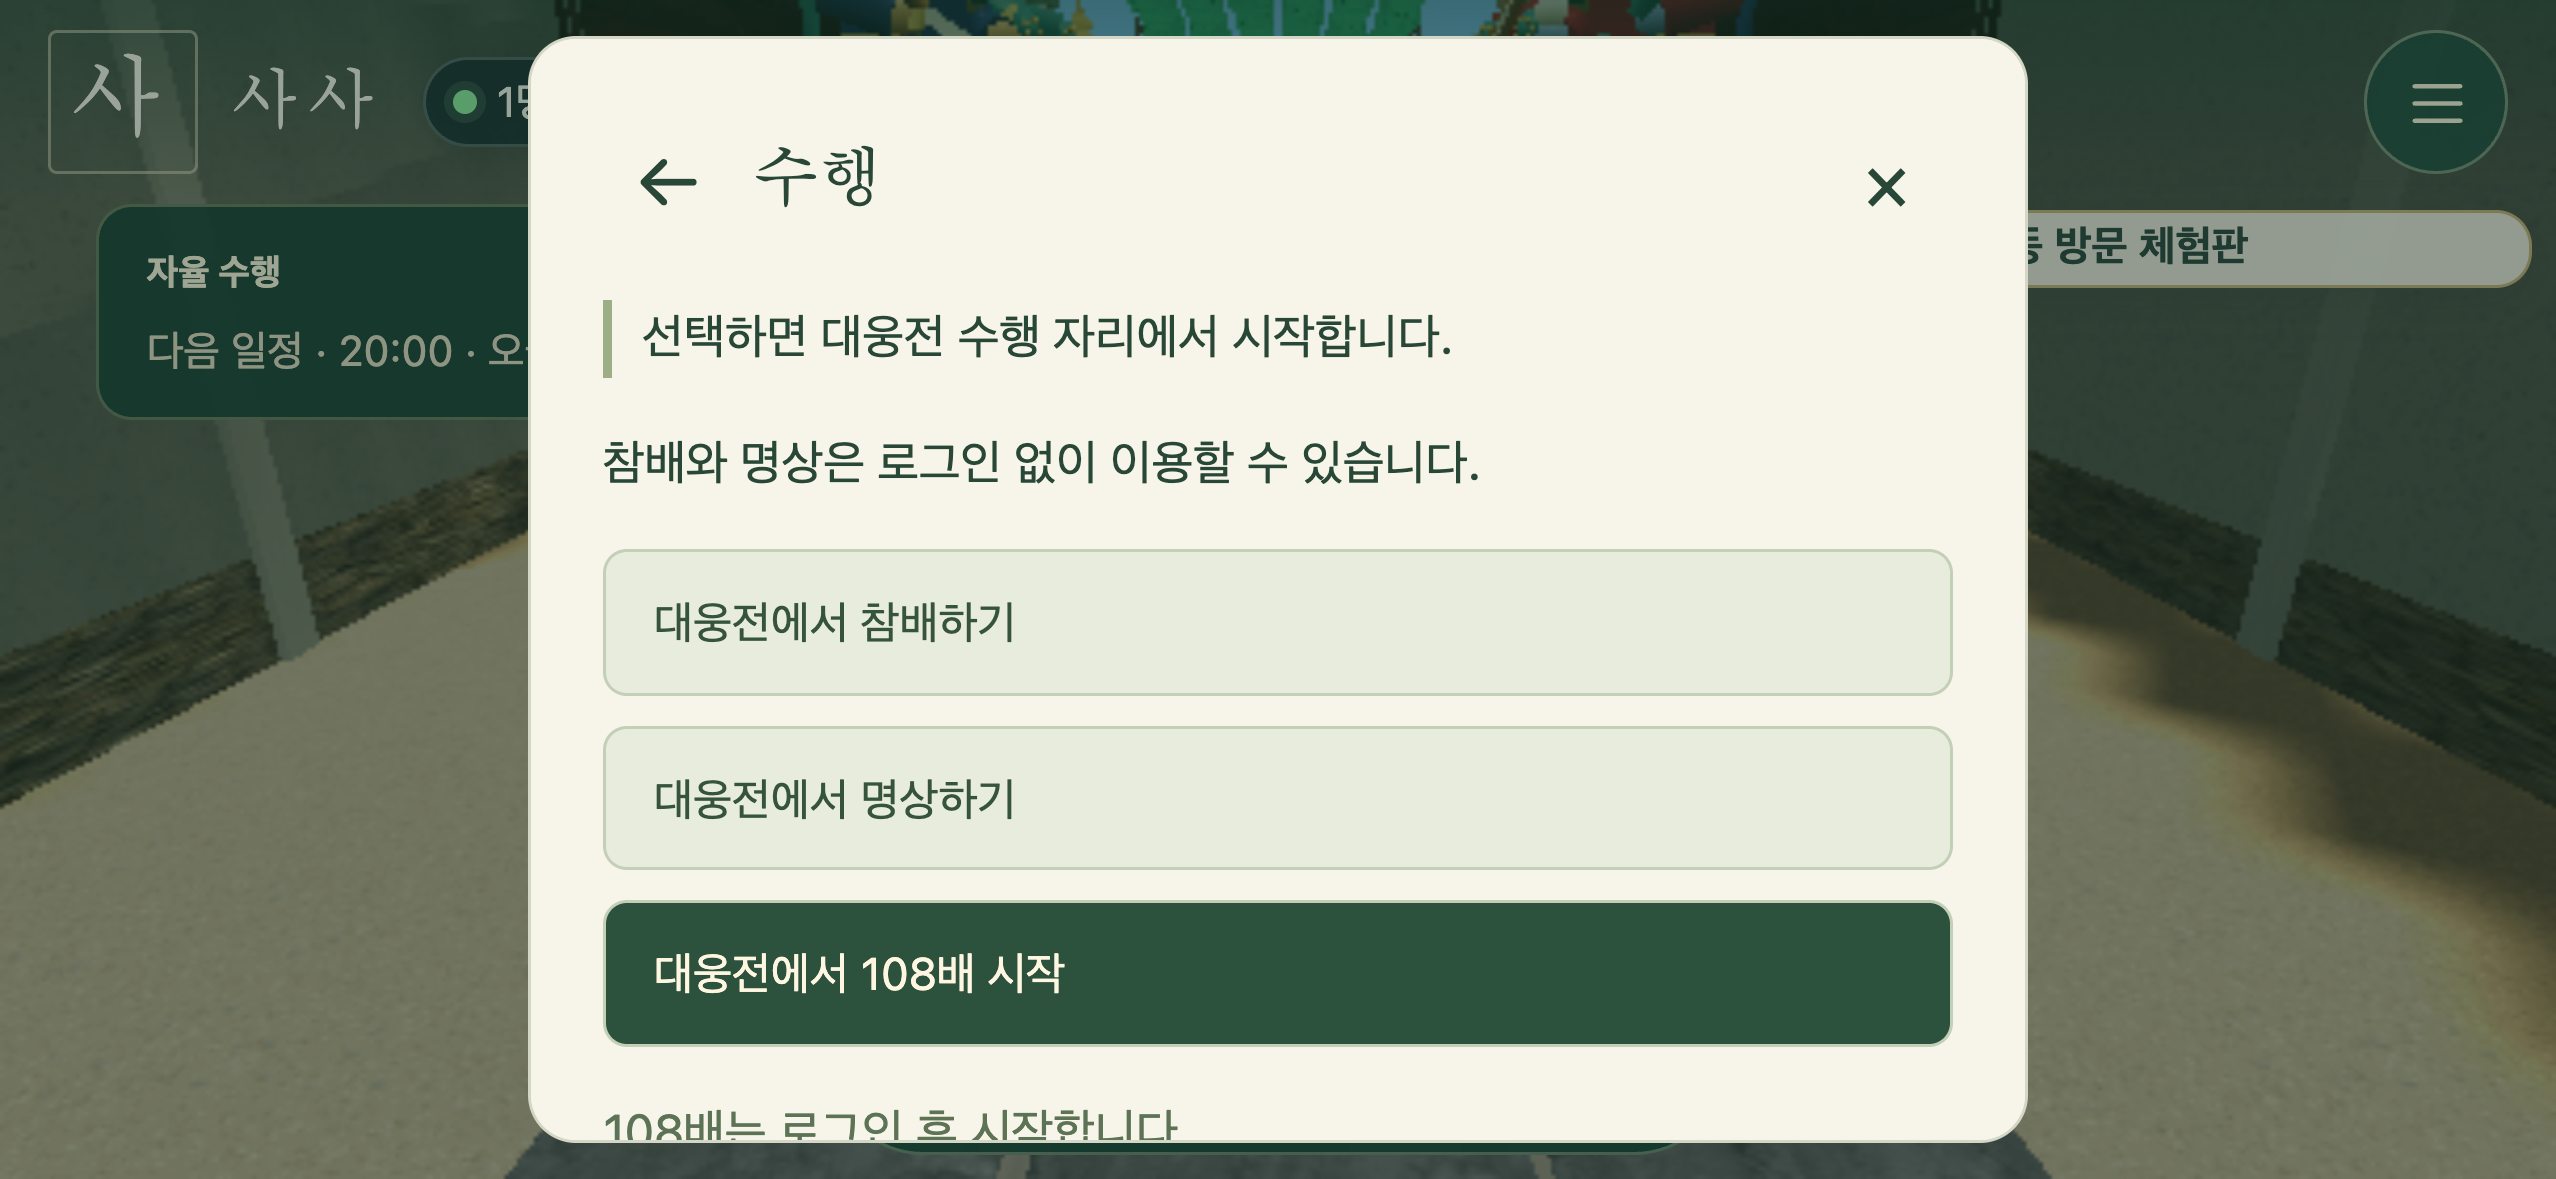 사
사사
자율 수행
다음 일정 · 20:00 ·
방문 체험판
수행
선택하면 대웅전 수행 자리에서 시작합니다.
참배와 명상은 로그인 없이 이용할 수 있습니다.
대웅전에서 참배하기
대웅전에서 명상하기
대웅전에서 108배 시작
108배는 로그인 후 시작합니다